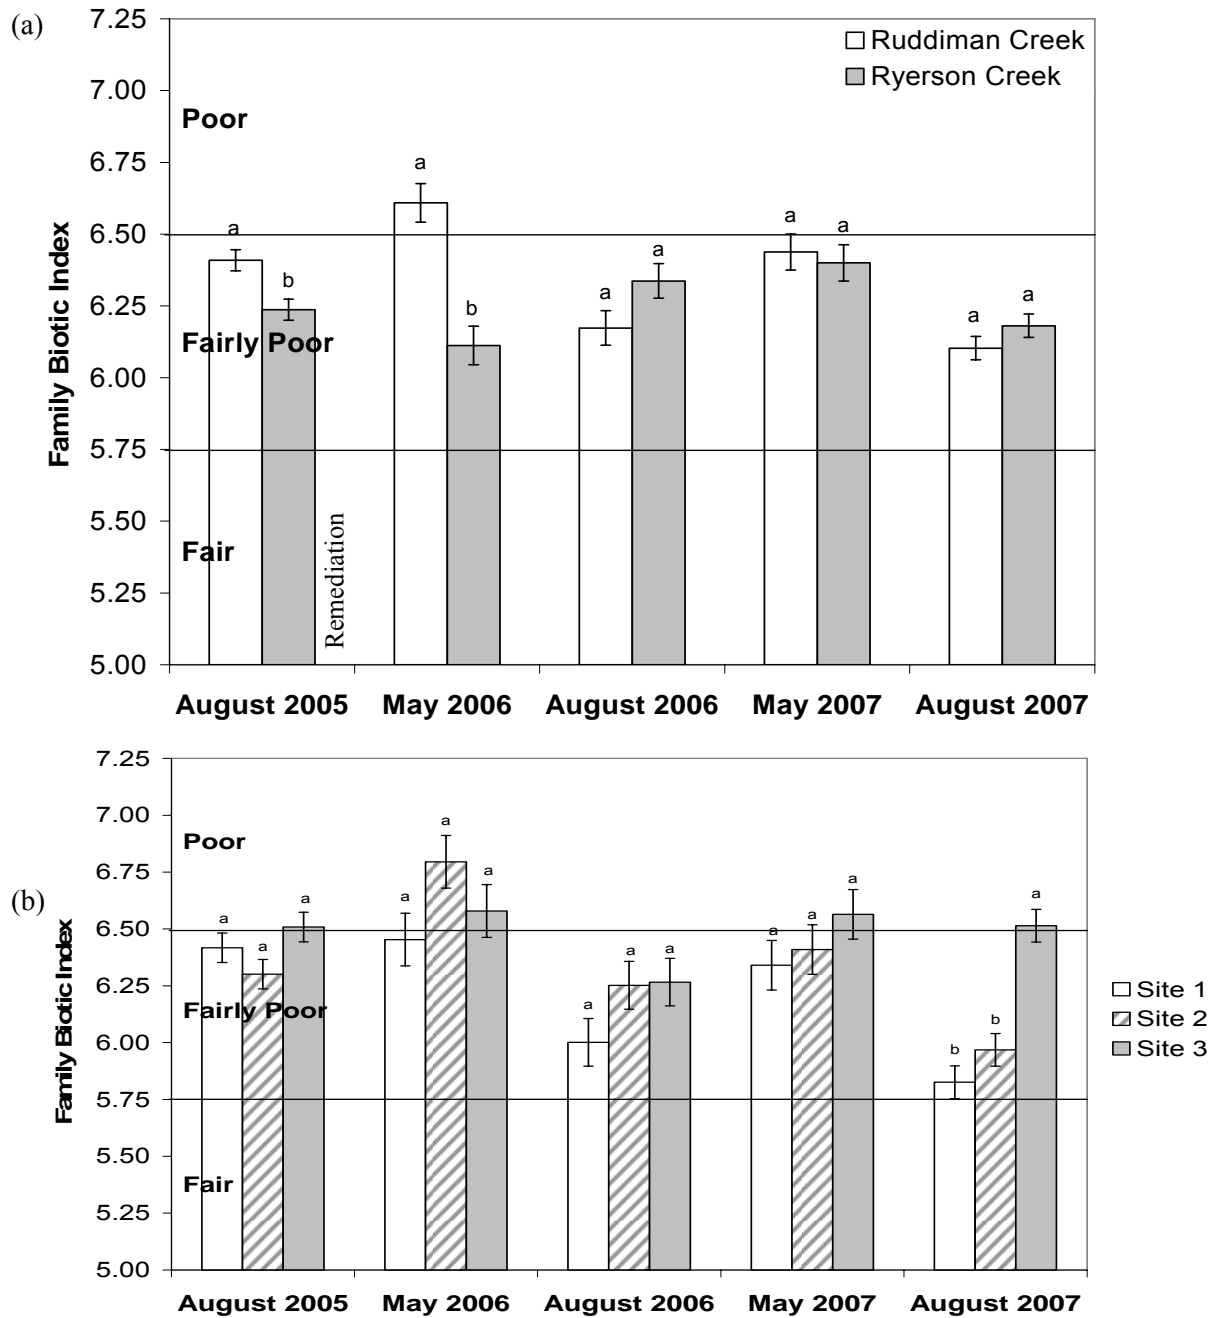 (a)
7.25
7.00
6.75
6.50
6.25
6.00
5.75
5.50
5.25
5.00
Family Biotic Index
Ruddiman Creek
Ryerson Creek
Poor
Fairly Poor
Fair
a
b
a
b
a
a
a
a
a
a
Remediation
August 2005 May 2006 August 2006 May 2007 August 2007
(b)
7.25
7.00
6.75
6.50
6.25
6.00
5.75
5.50
5.25
5.00
Family Biotic Index
Poor
Fairly Poor
Fair
a
a
a
a
a
a
a
a
a
a
a
a
b
b
a
Site 1
Site 2
Site 3
August 2005 May 2006 August 2006 May 2007 August 2007